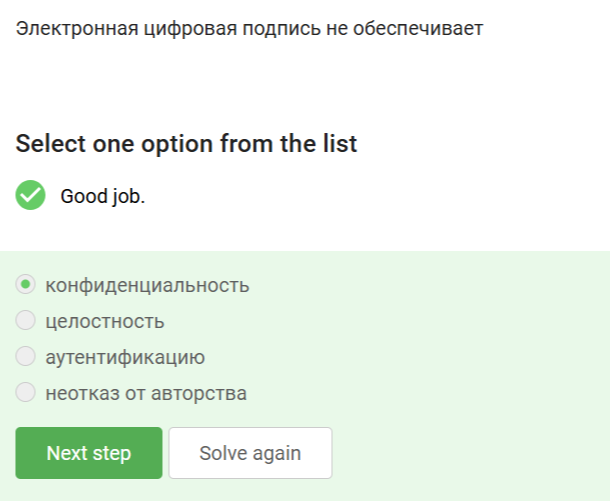 Электронная цифровая подпись не обеспечивает
Select one option from the list
Good job.
конфиденциальность
целостность
аутентификацию
неотказ от авторства
Next step Solve again